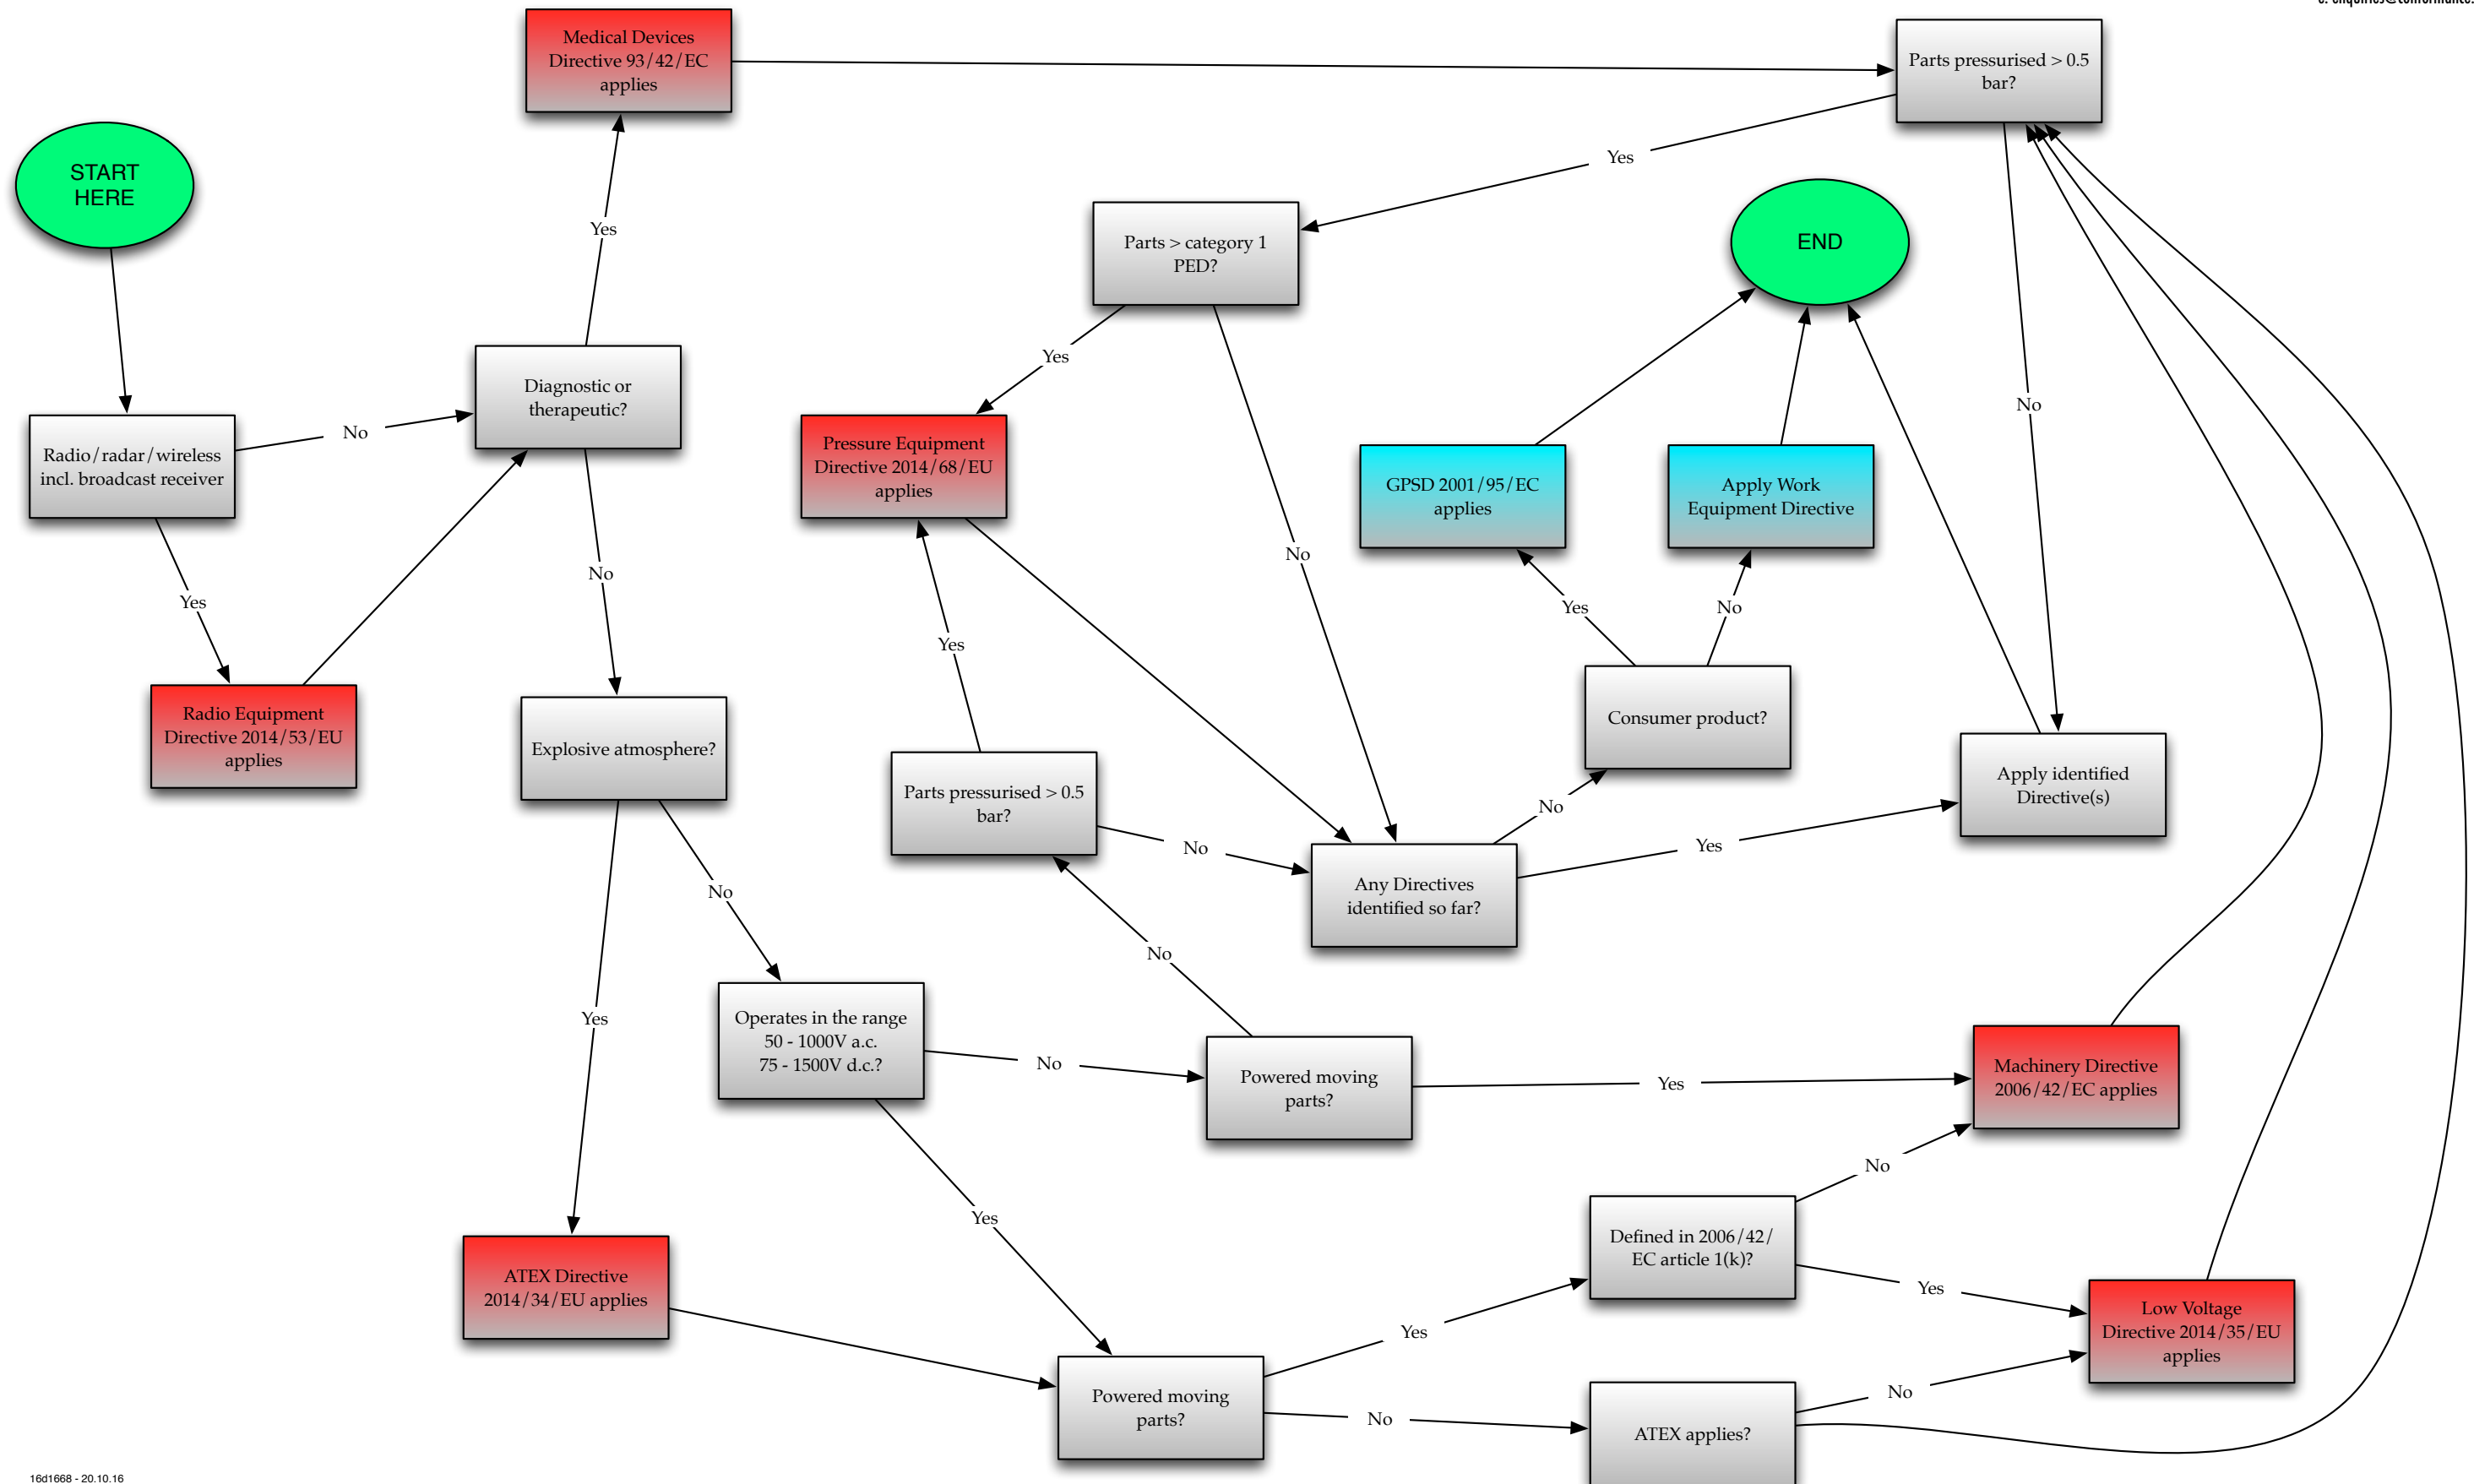 Medical Devices
Directive 93/42/EC
applies
Parts pressurised > 0.5
bar?
START
HERE
Yes
Yes
Parts > category 1
PED?
END
Yes
Diagnostic or
therapeutic?
No
Radio/radar/wireless
incl. broadcast receiver
No
Pressure Equipment
Directive 2014/68/EU
applies
GPSD 2001/95/EC
applies
Apply Work
Equipment Directive
No
No
Yes
Yes
No
Yes
Radio Equipment
Directive 2014/53/EU
applies
Explosive atmosphere?
Consumer product?
Parts pressurised > 0.5
bar?
Apply identified
Directive(s)
No
No
Yes
No
Any Directives
identified so far?
No
Yes
Operates in the range
50 - 1000V a.c.
75 - 1500V d.c.?
No
Powered moving
parts?
Yes
Machinery Directive
2006/42/EC applies
No
Yes
Defined in 2006/42/
EC article 1(k)?
ATEX Directive
2014/34/EU applies
Yes
Yes
Low Voltage
Directive 2014/35/EU
applies
Powered moving
parts?
No
No
ATEX applies?
16d1668 - 20.10.16